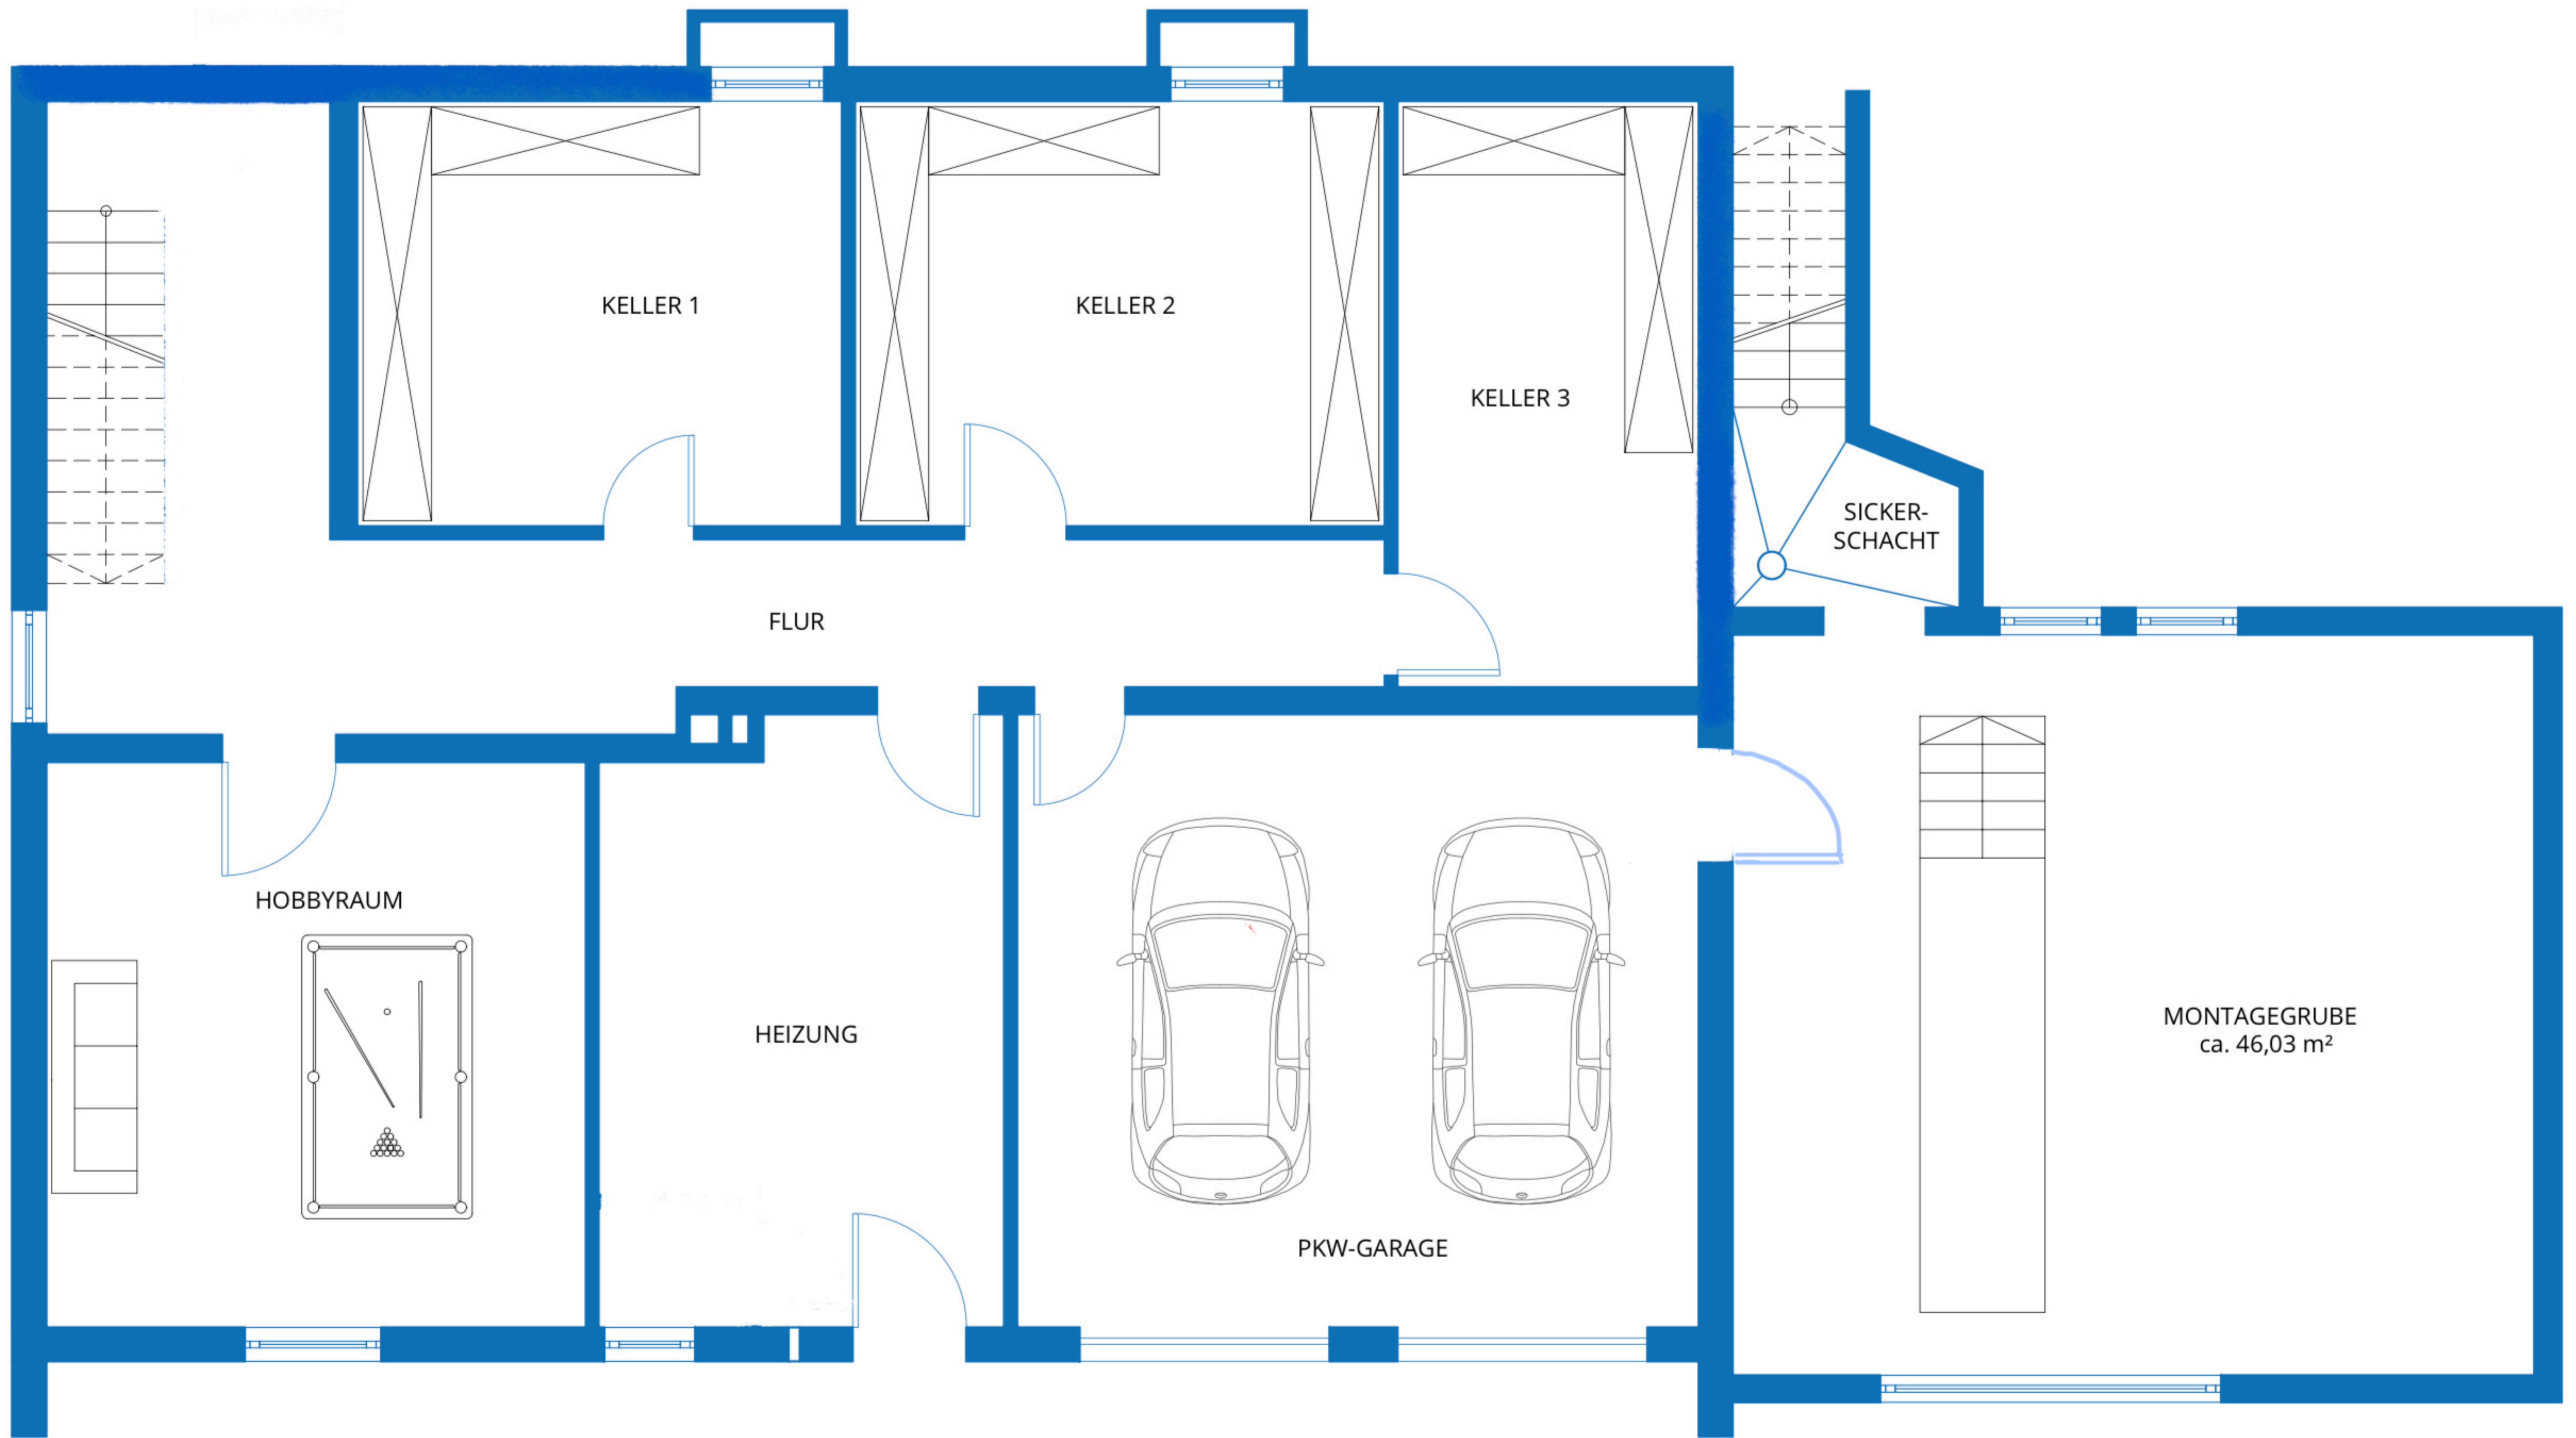 KELLER 1
KELLER 2
KELLER 3
SICKER-
SCHACHT
FLUR
HOBBYRAUM
HEIZUNG
MONTAGEGRUBE
ca. 46,03 m²
PKW-GARAGE